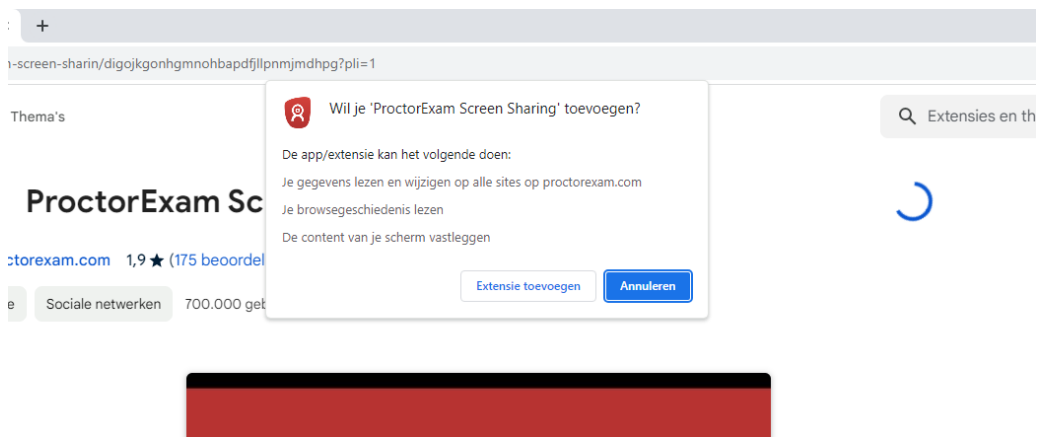 +
n-screen-sharin/digojkgonhgmnohbapdfjllpnmjmdhpg?pli=1
Thema's
Wil je 'ProctorExam Screen Sharing' toevoegen?
Extensies en th
De app/extensie kan het volgende doen:
Je gegevens lezen en wijzigen op alle sites op proctorexam.com
ProctorExam Sc
Je browsegeschiedenis lezen
De content van je scherm vastleggen
ctorexam.com 1,9 ★ (175 beoordel
Extensie toevoegen Annuleren
e Sociale netwerken 700.000 geb